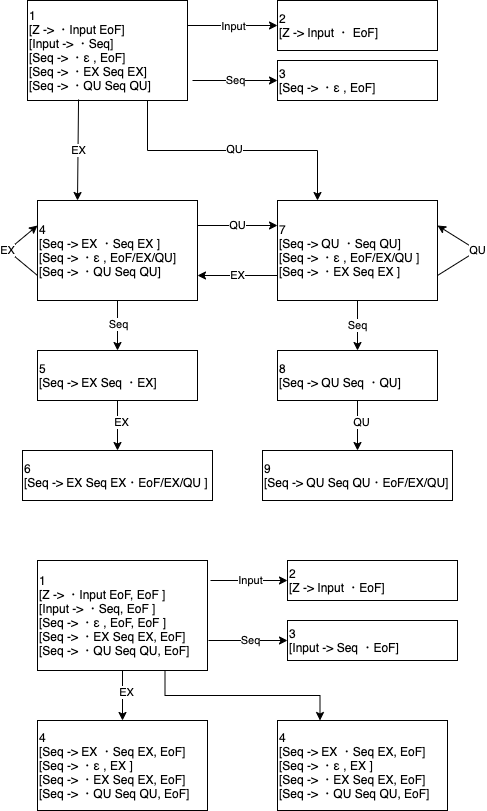 1
[Z -> ・Input EoF]
[Input -> ・Seq]
[Seq -> ・ε , EoF]
[Seq -> ・EX Seq EX]
[Seq -> ・QU Seq QU]
Input
2
[Z -> Input ・ EoF]
Seq
3
[Seq -> ・ε , EoF]
EX
QU
4
[Seq -> EX ・Seq EX ]
[Seq -> ・ε , EoF/EX/QU]
[Seq -> ・QU Seq QU]
EX
QU
EX
7
[Seq -> QU ・Seq QU]
[Seq -> ・ε , EoF/EX/QU ]
[Seq -> ・EX Seq EX ]
QU
Seq
Seq
5
[Seq -> EX Seq ・EX]
8
[Seq -> QU Seq ・QU]
EX
QU
6
[Seq -> EX Seq EX・EoF/EX/QU ]
9
[Seq -> QU Seq QU・EoF/EX/QU]
1
[Z -> ・Input EoF, EoF ]
[Input -> ・Seq, EoF ]
[Seq -> ・ε , EoF, EoF ]
[Seq -> ・EX Seq EX, EoF]
[Seq -> ・QU Seq QU, EoF]
Input
2
[Z -> Input ・EoF]
Seq
3
[Input -> Seq ・EoF]
EX
4
[Seq -> EX ・Seq EX, EoF]
[Seq -> ・ε , EX ]
[Seq -> ・EX Seq EX, EoF]
[Seq -> ・QU Seq QU, EoF]
4
[Seq -> EX ・Seq EX, EoF]
[Seq -> ・ε , EX ]
[Seq -> ・EX Seq EX, EoF]
[Seq -> ・QU Seq QU, EoF]